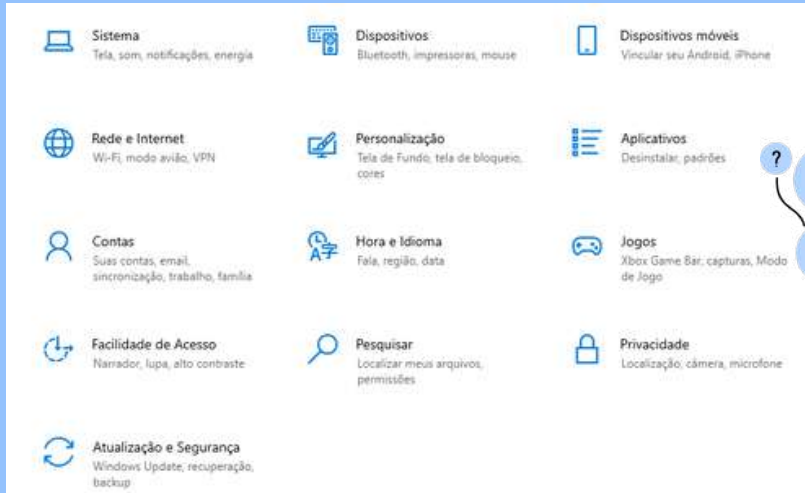 Sistema
Tela, som, notificações, energia
Dispositivos
Bluetooth, impressoras, mouse
Dispositivos móveis
Vincular seu Android, iPhone
Rede e Internet
Wi-Fi, modo avião, VPN
Personalização
Tela de Fundo, tela de bloqueio,
cores
Aplicativos
Desinstalar, padrões
?
Contas
Suas contas, email,
sincronização, trabalho, família
Hora e Idioma
Fala, região, data
Jogos
Xbox Game Bar, capturas, Modo
de Jogo
Facilidade de Acesso
Narrador, lupa, alto contraste
Pesquisar
Localizar meus arquivos,
permissões
Privacidade
Localização, câmera, microfone
Atualização e Segurança
Windows Update, recuperação,
backup